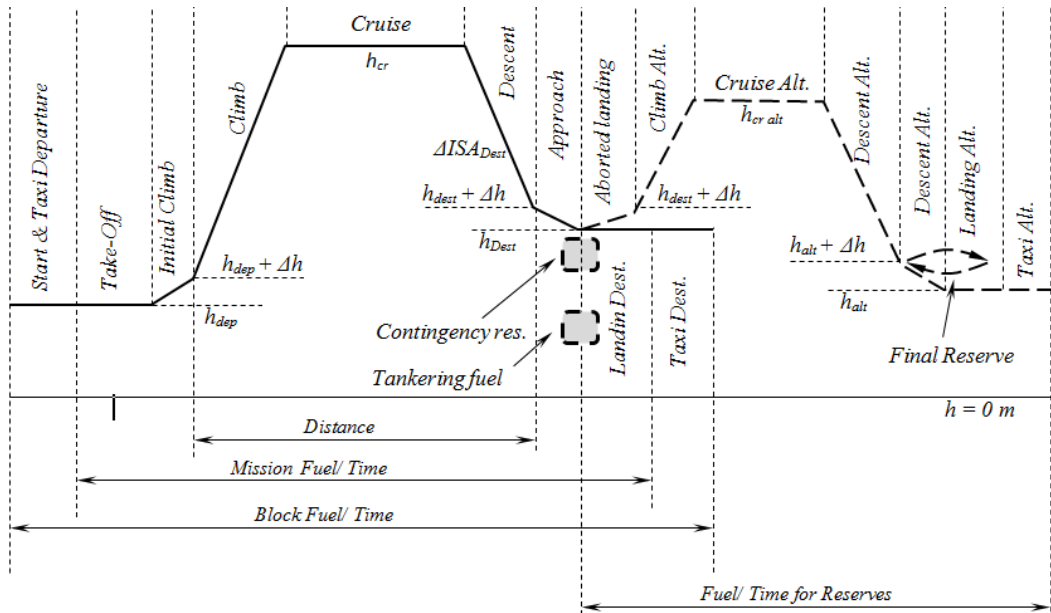 Cruise
h_cr
Start & Taxi Departure
Take-Off
Initial Climb
Climb
Descent
Approach
Aborted landing
Climb Alt.
Cruise Alt.
h_cr alt
Descent Alt.
Descent Alt.
Landing Alt.
Taxi Alt.
ΔISA_Dest
h_dest + Δh
h_dest + Δh
h_Dest
h_dep + Δh
h_dep
h_alt + Δh
h_alt
Contingency res.
Tankering fuel
Landin Dest.
Taxi Dest.
Final Reserve
h = 0 m
Distance
Mission Fuel/ Time
Block Fuel/ Time
Fuel/ Time for Reserves